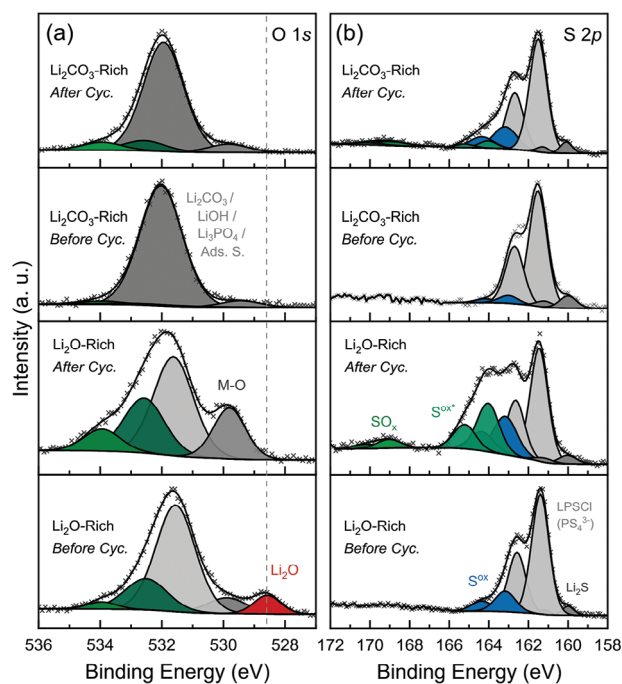 (a)
O 1s
Li₂CO₃-Rich
After Cyc.
Li₂CO₃-Rich
Before Cyc.
Li₂CO₃ /
LiOH /
Li₃PO₄ /
Ads. S.
Li₂O-Rich
After Cyc.
M-O
Li₂O-Rich
Before Cyc.
Li₂O
536
534
532
530
528
Binding Energy (eV)
Intensity (a. u.)
(b)
S 2p
Li₂CO₃-Rich
After Cyc.
Li₂CO₃-Rich
Before Cyc.
Li₂O-Rich
After Cyc.
SOₓ
Sᵒˣ*
Li₂O-Rich
Before Cyc.
LPSCl
(PS₄³⁻)
Sᵒˣ
Li₂S
172
170
168
166
164
162
160
158
Binding Energy (eV)